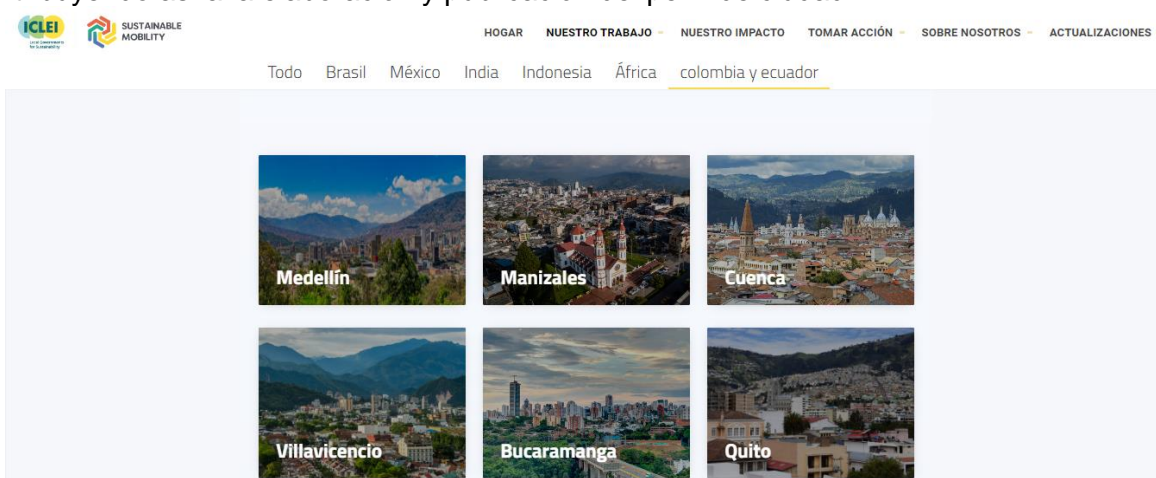 ICLEI
SUSTAINABLE
MOBILITY
HOGAR NUESTRO TRABAJO NUESTRO IMPACTO TOMAR ACCIÓN SOBRE NOSOTROS ACTUALIZACIONES
Todo Brasil México India Indonesia África colombia y ecuador
Medellín Manizales Cuenca
Villavicencio Bucaramanga Quito